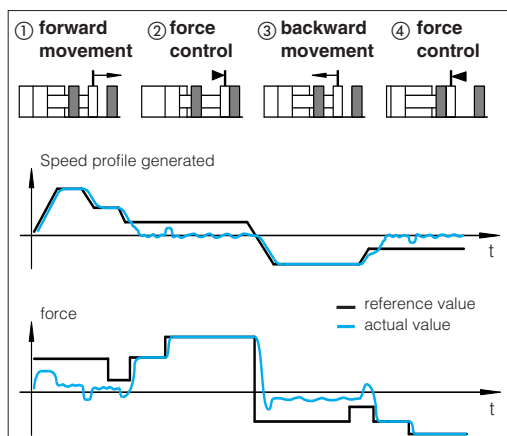 ① forward movement
② force control
③ backward movement
④ force control
Speed profile generated
t
force
reference value
actual value
t